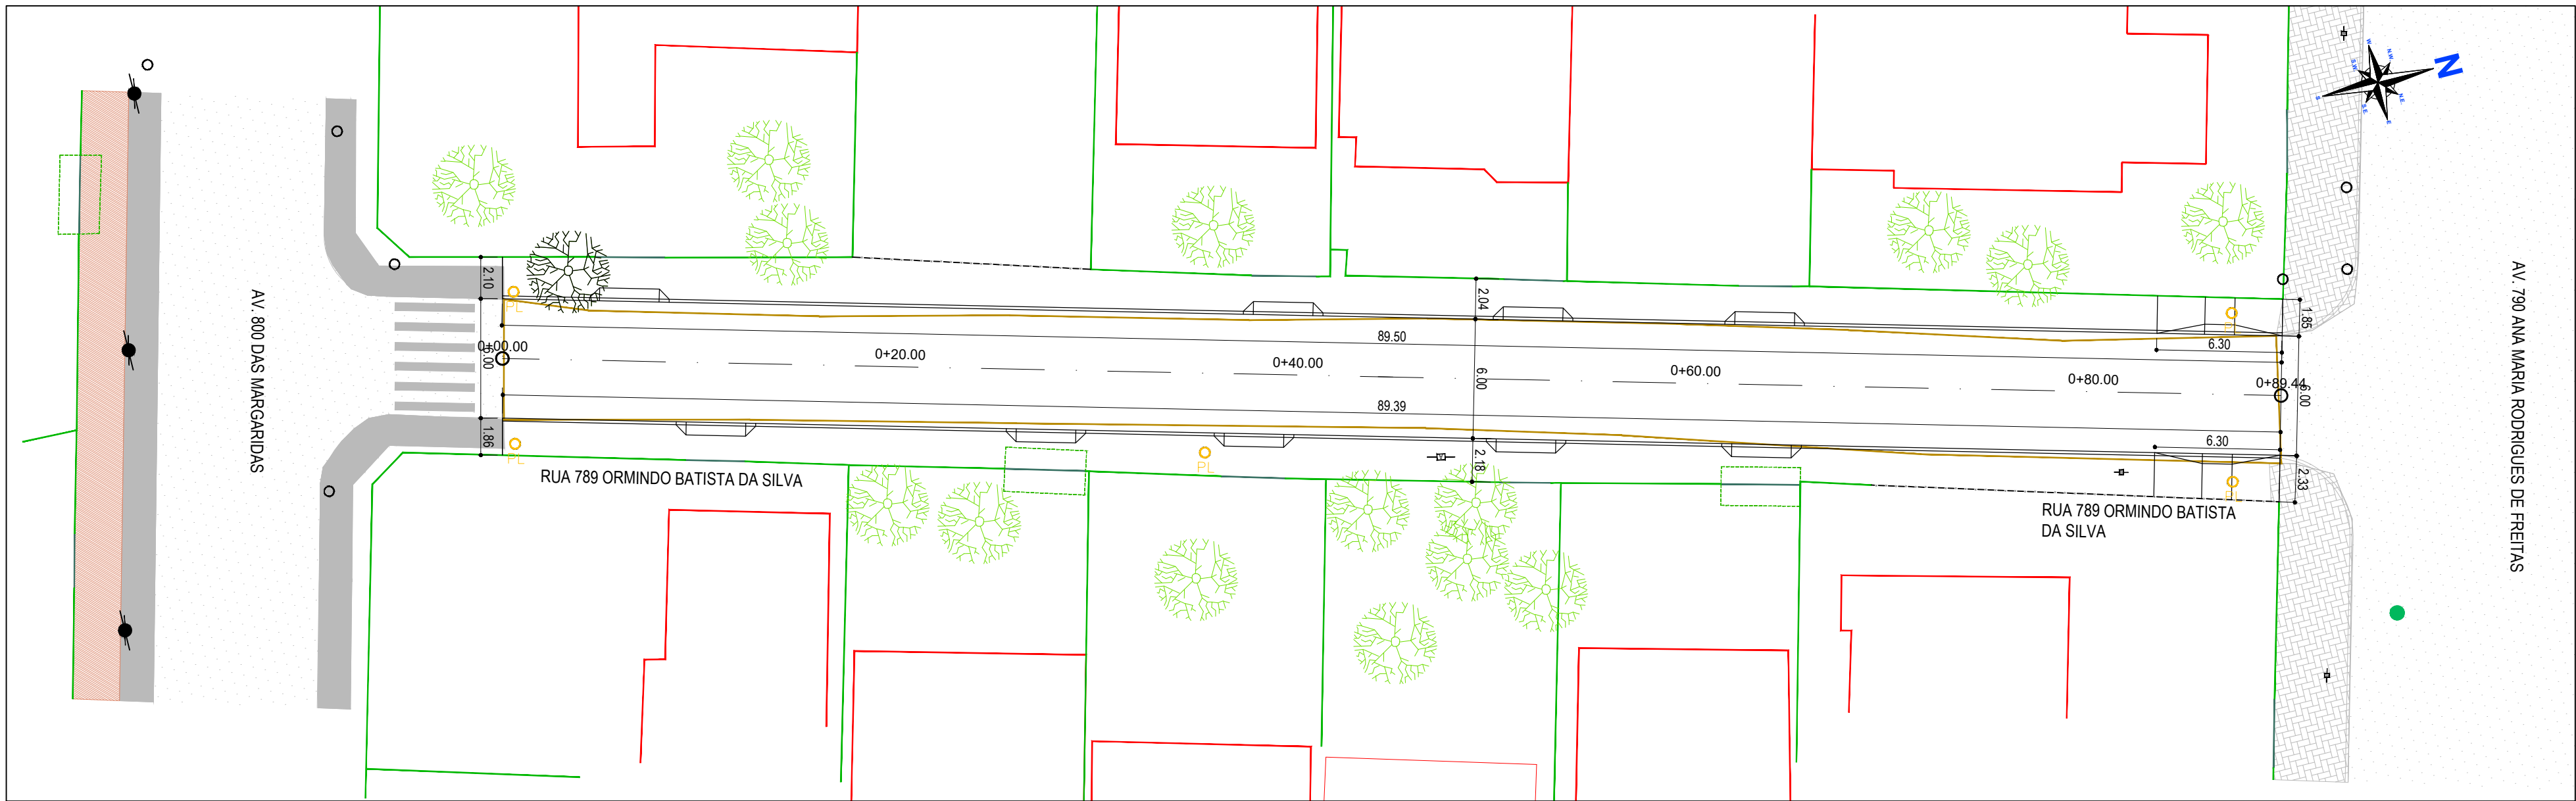 AV. 800 DAS MARGARIDAS
2.10
6.00
1.86
PL
PL
0+00.00
0+20.00
89.50
0+40.00
2.04
6.00
89.39
2.18
0+60.00
0+80.00
0+89.44
6.30
6.30
1.85
6.00
2.33
PL
PL
PL
RUA 789 ORMINDO BATISTA DA SILVA
RUA 789 ORMINDO BATISTA
DA SILVA
AV. 790 ANA MARIA RODRIGUES DE FREITAS
N
W
N.W.
S.W.
N.E.
S
S.E.
E